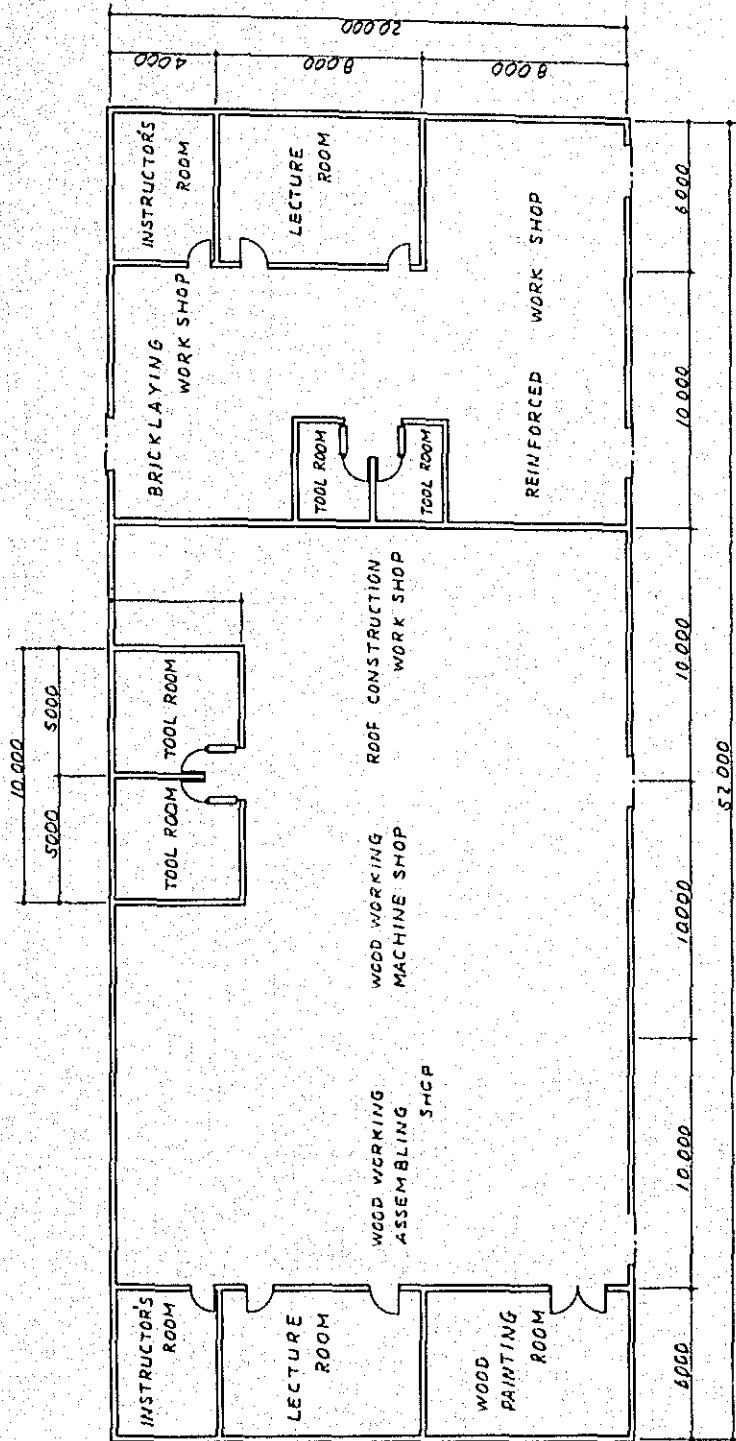 10.000
5000
5000
INSTRUCTOR'S
ROOM
TOOL ROOM
TOOL ROOM
BRICKLAYING
WORK SHOP
INSTRUCTOR'S
ROOM
4000
LECTURE
ROOM
TOOL ROOM
LECTURE
ROOM
8000
20000
WOOD WORKING
ASSEMBLING
SHOP
WOOD WORKING
MACHINE SHOP
ROOF CONSTRUCTION
WORK SHOP
TOOL ROOM
WOOD
PAINTING
ROOM
REINFORCED WORK SHOP
8000
6000
10.000
10.000
10.000
10 000
6 000
52 000